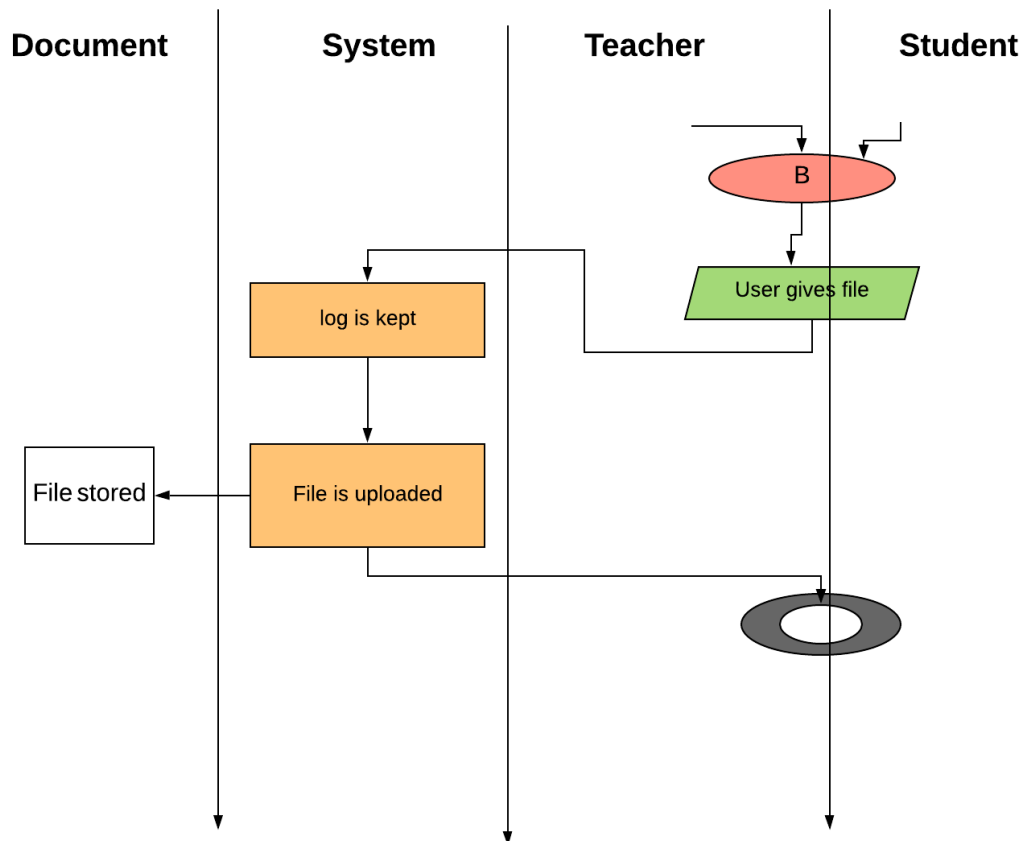 Document
System
Teacher
Student
B
User gives file
log is kept
File is uploaded
File stored